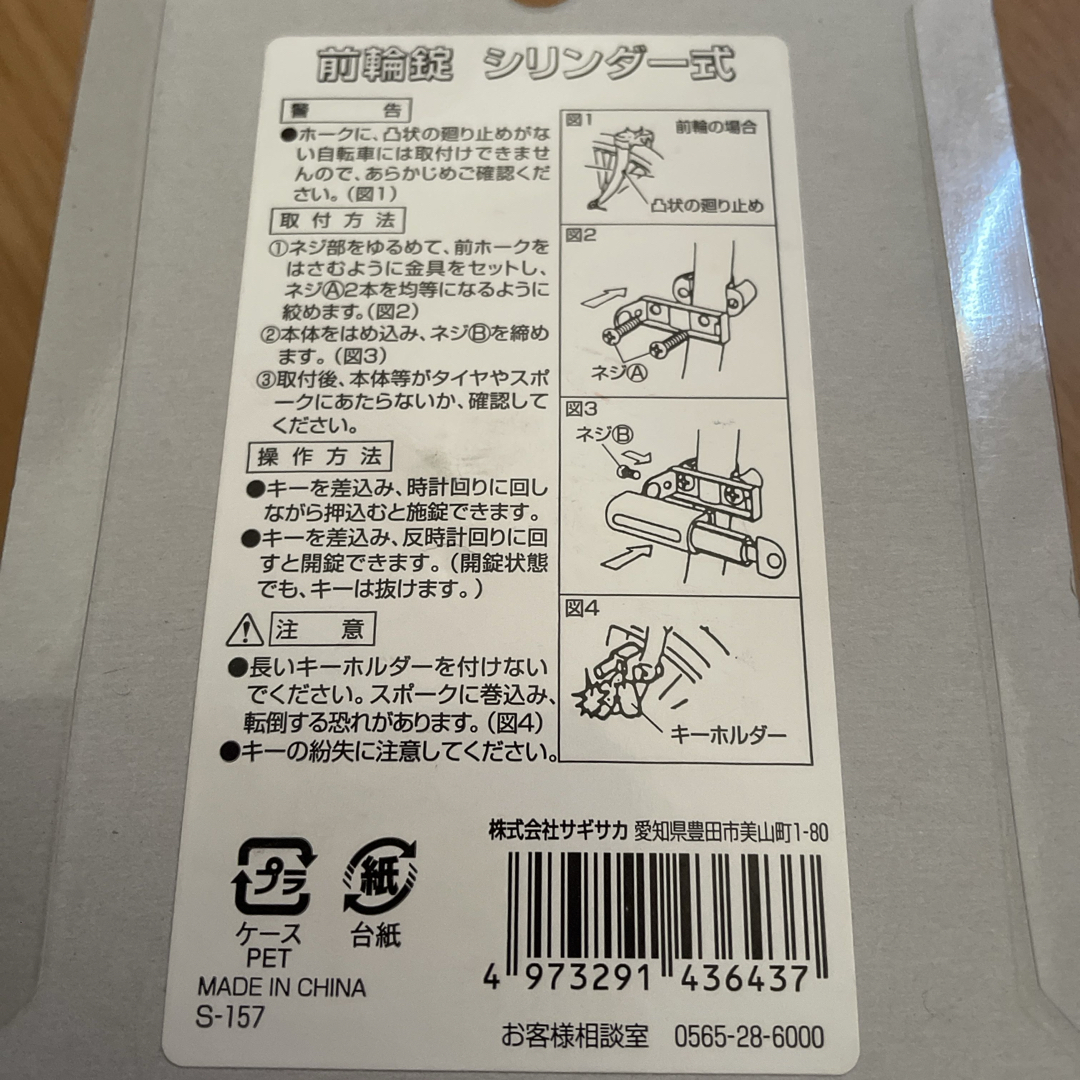 前輪錠 シリンダー式
警 告
●ホークに、凸状の廻り止めがな
い自転車には取付けできませ
んので、あらかじめご確認くだ
さい。(図1)
取 付 方 法
①ネジ部をゆるめて、前ホークを
はさむように金具をセットし、
ネジⒶ2本を均等になるように
絞めます。(図2)
②本体をはめ込み、ネジⒷを締め
ます。(図3)
③取付後、本体等がタイヤやスポ
ークにあたらないか、確認して
ください。
操 作 方 法
●キーを差込み、時計回りに回し
ながら押込むと施錠できます。
●キーを差込み、反時計回りに回
すと開錠できます。(開錠状態
でも、キーは抜けます。)
注 意
●長いキーホルダーを付けない
でください。スポークに巻込み、
転倒する恐れがあります。(図4)
●キーの紛失に注意してください。
図1
前輪の場合
凸状の廻り止め
図2
ネジⒶ
図3
ネジⒷ
図4
キーホルダー
株式会社サギサカ 愛知県豊田市美山町1-80
プラ
ケース
PET
紙
台紙
MADE IN CHINA
S-157
4 973291 436437
お客様相談室 0565-28-6000